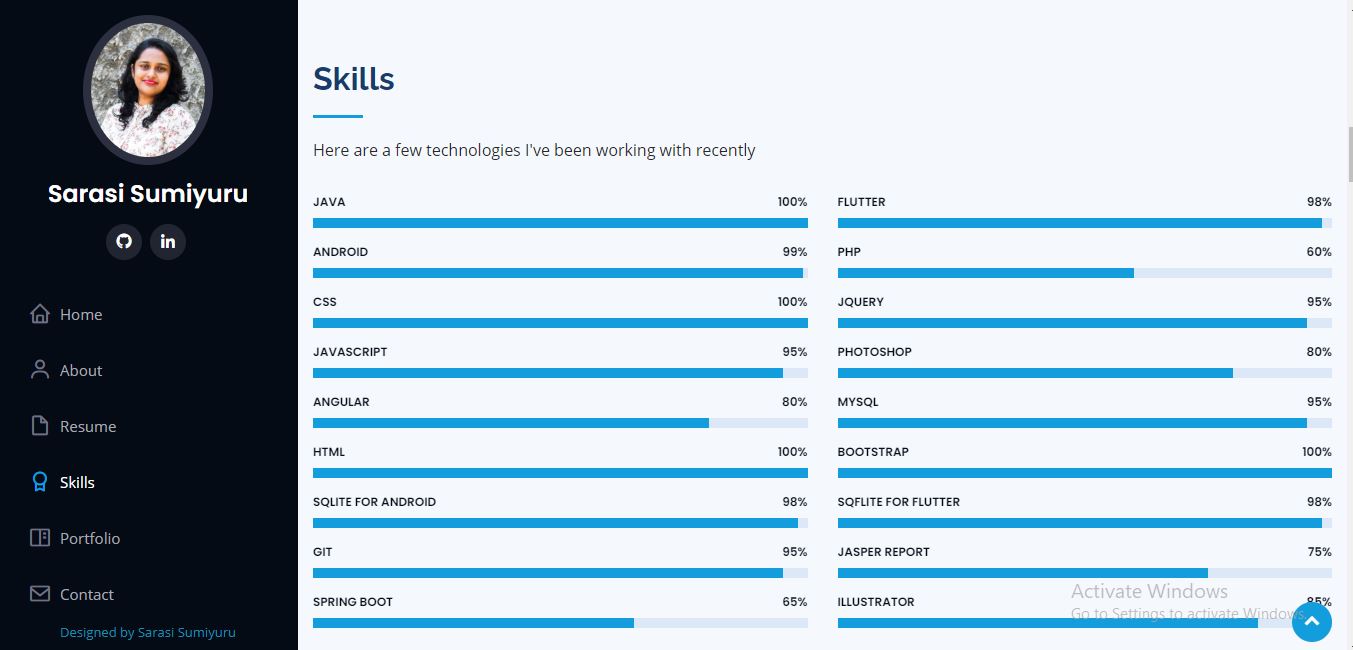 Sarasi Sumiyuru
in
Home
About
Resume
Skills
Portfolio
Contact
Designed by Sarasi Sumiyuru
Skills
Here are a few technologies I've been working with recently
JAVA 100%
ANDROID 99%
CSS 100%
JAVASCRIPT 95%
ANGULAR 80%
HTML 100%
SQLITE FOR ANDROID 98%
GIT 95%
SPRING BOOT 65%
FLUTTER 98%
PHP 60%
JQUERY 95%
PHOTOSHOP 80%
MYSQL 95%
BOOTSTRAP 100%
SQFLITE FOR FLUTTER 98%
JASPER REPORT 75%
ILLUSTRATOR 85%
Activate Windows
Go to Settings to activate Windows.